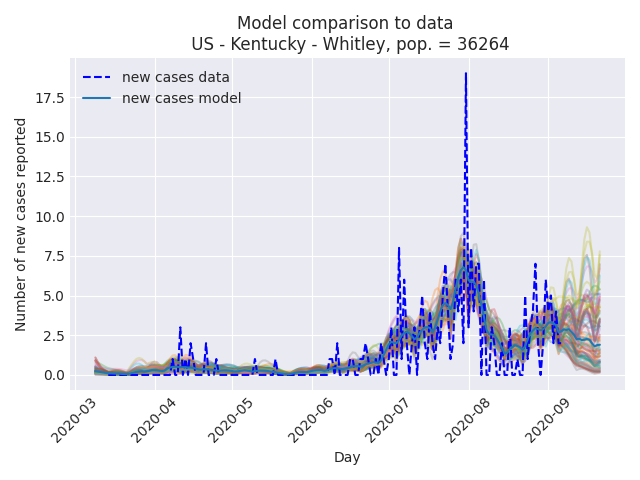 Model comparison to data
US - Kentucky - Whitley, pop. = 36264
new cases data
new cases model
Number of new cases reported
17.5
15.0
12.5
10.0
7.5
5.0
2.5
0.0
2020-03
2020-04
2020-05
2020-06
2020-07
2020-08
2020-09
Day